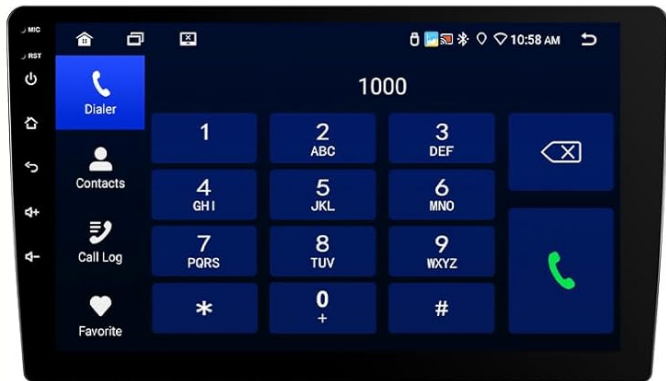 MIC
RST
10:58 AM
Dialer
Contacts
Call Log
Favorite
1000
1
2
ABC
3
DEF
4
GHI
5
JKL
6
MNO
7
PQRS
8
TUV
9
WXYZ
*
0
+
#